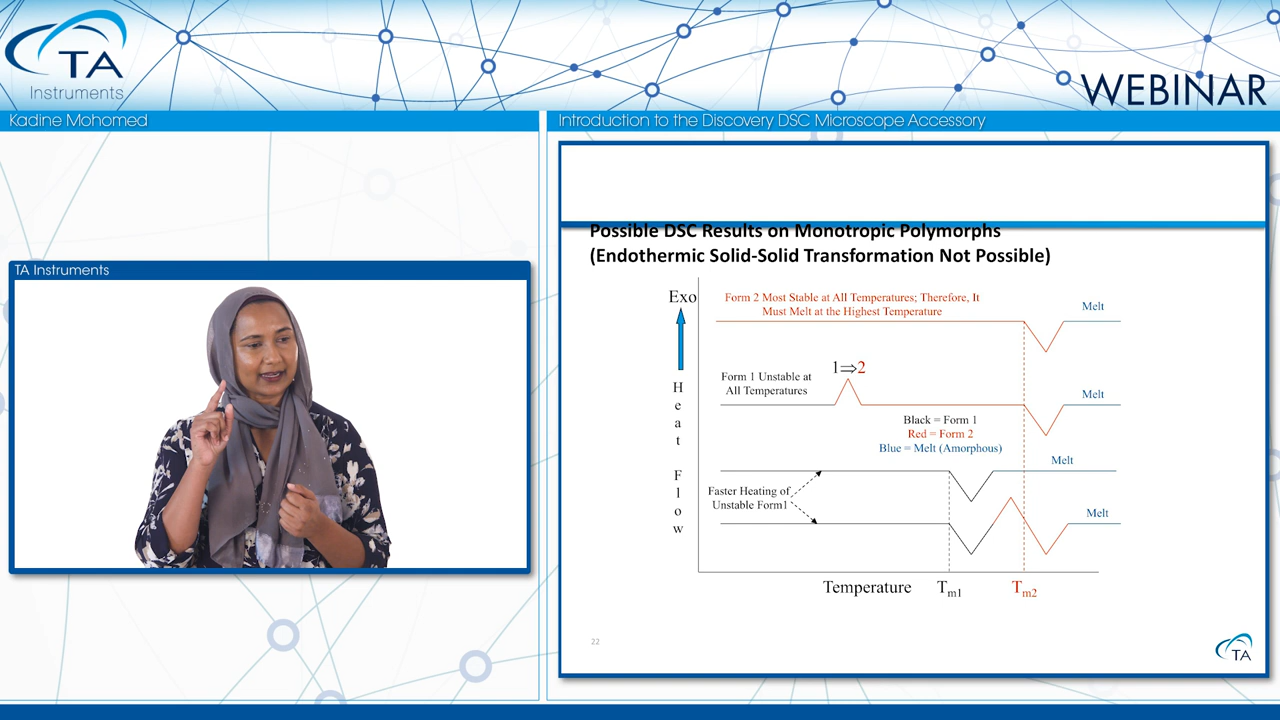 TA
Instruments
WEBINAR
Kadine Mohomed
Introduction to the Discovery DSC Microscope Accessory
TA Instruments
Possible DSC Results on Monotropic Polymorphs
(Endothermic Solid-Solid Transformation Not Possible)
Exo
Heat Flow
Form 2 Most Stable at All Temperatures; Therefore, It
Must Melt at the Highest Temperature
Melt
1⇒2
Form 1 Unstable at
All Temperatures
Melt
Black = Form 1
Red = Form 2
Blue = Melt (Amorphous)
Melt
Faster Heating of
Unstable Form1
Melt
Temperature
Tm1
Tm2
22
TA